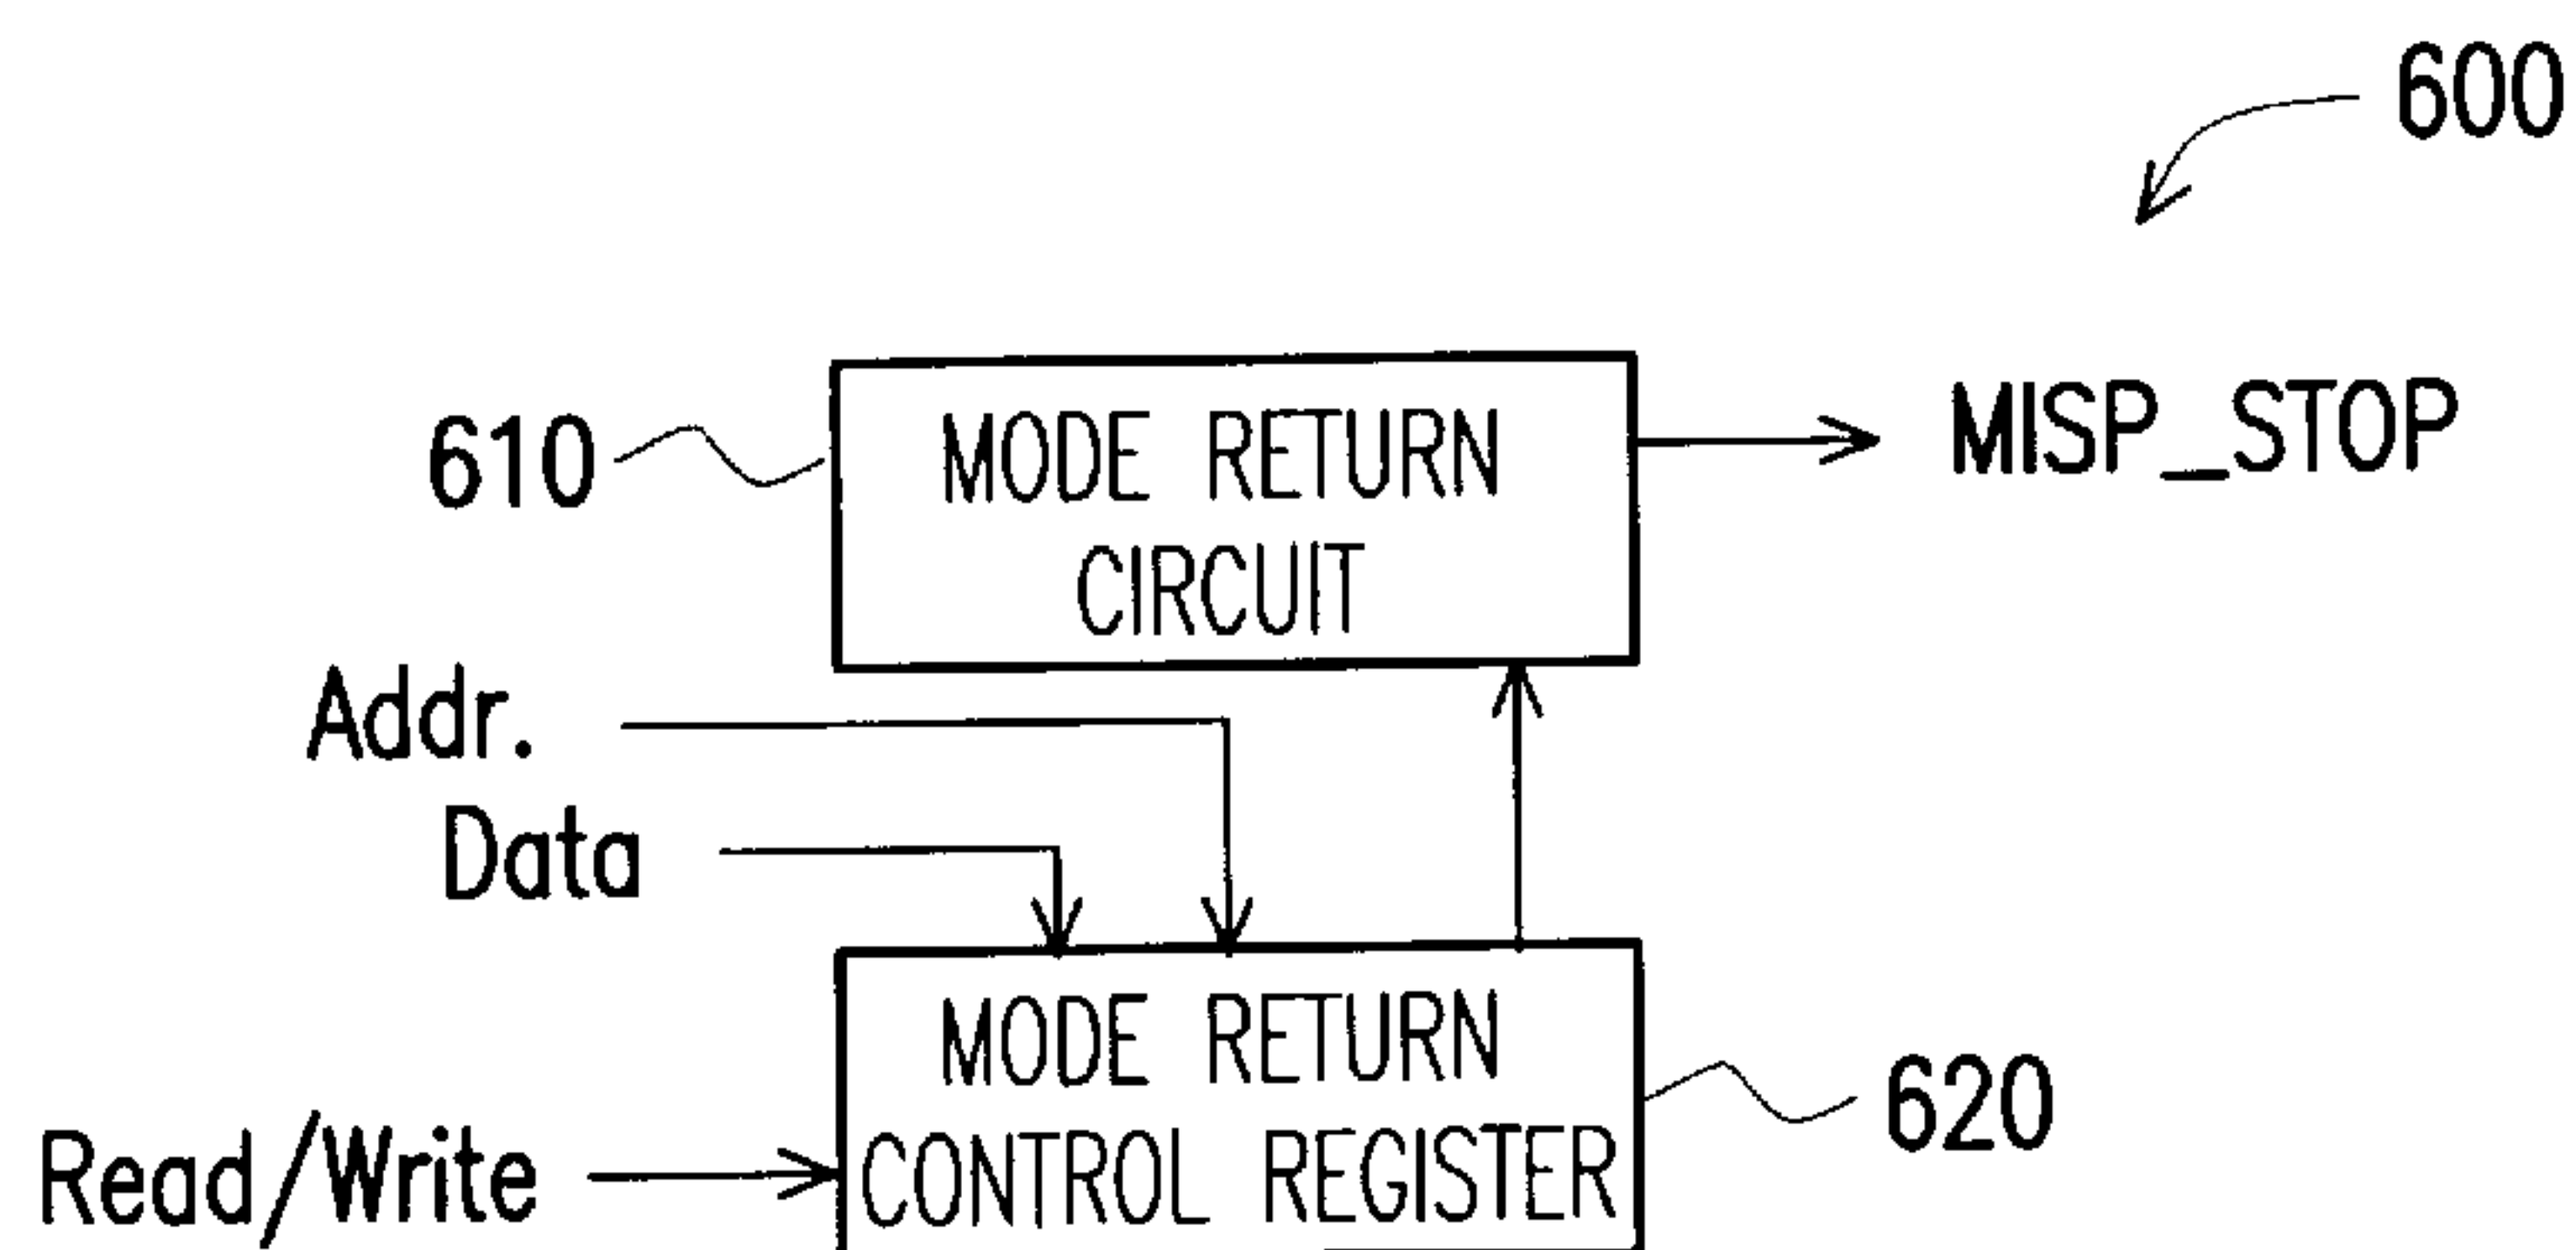 600
MODE RETURN
CIRCUIT
610
MISP_STOP
Addr.
Data
MODE RETURN
CONTROL REGISTER
620
Read/Write